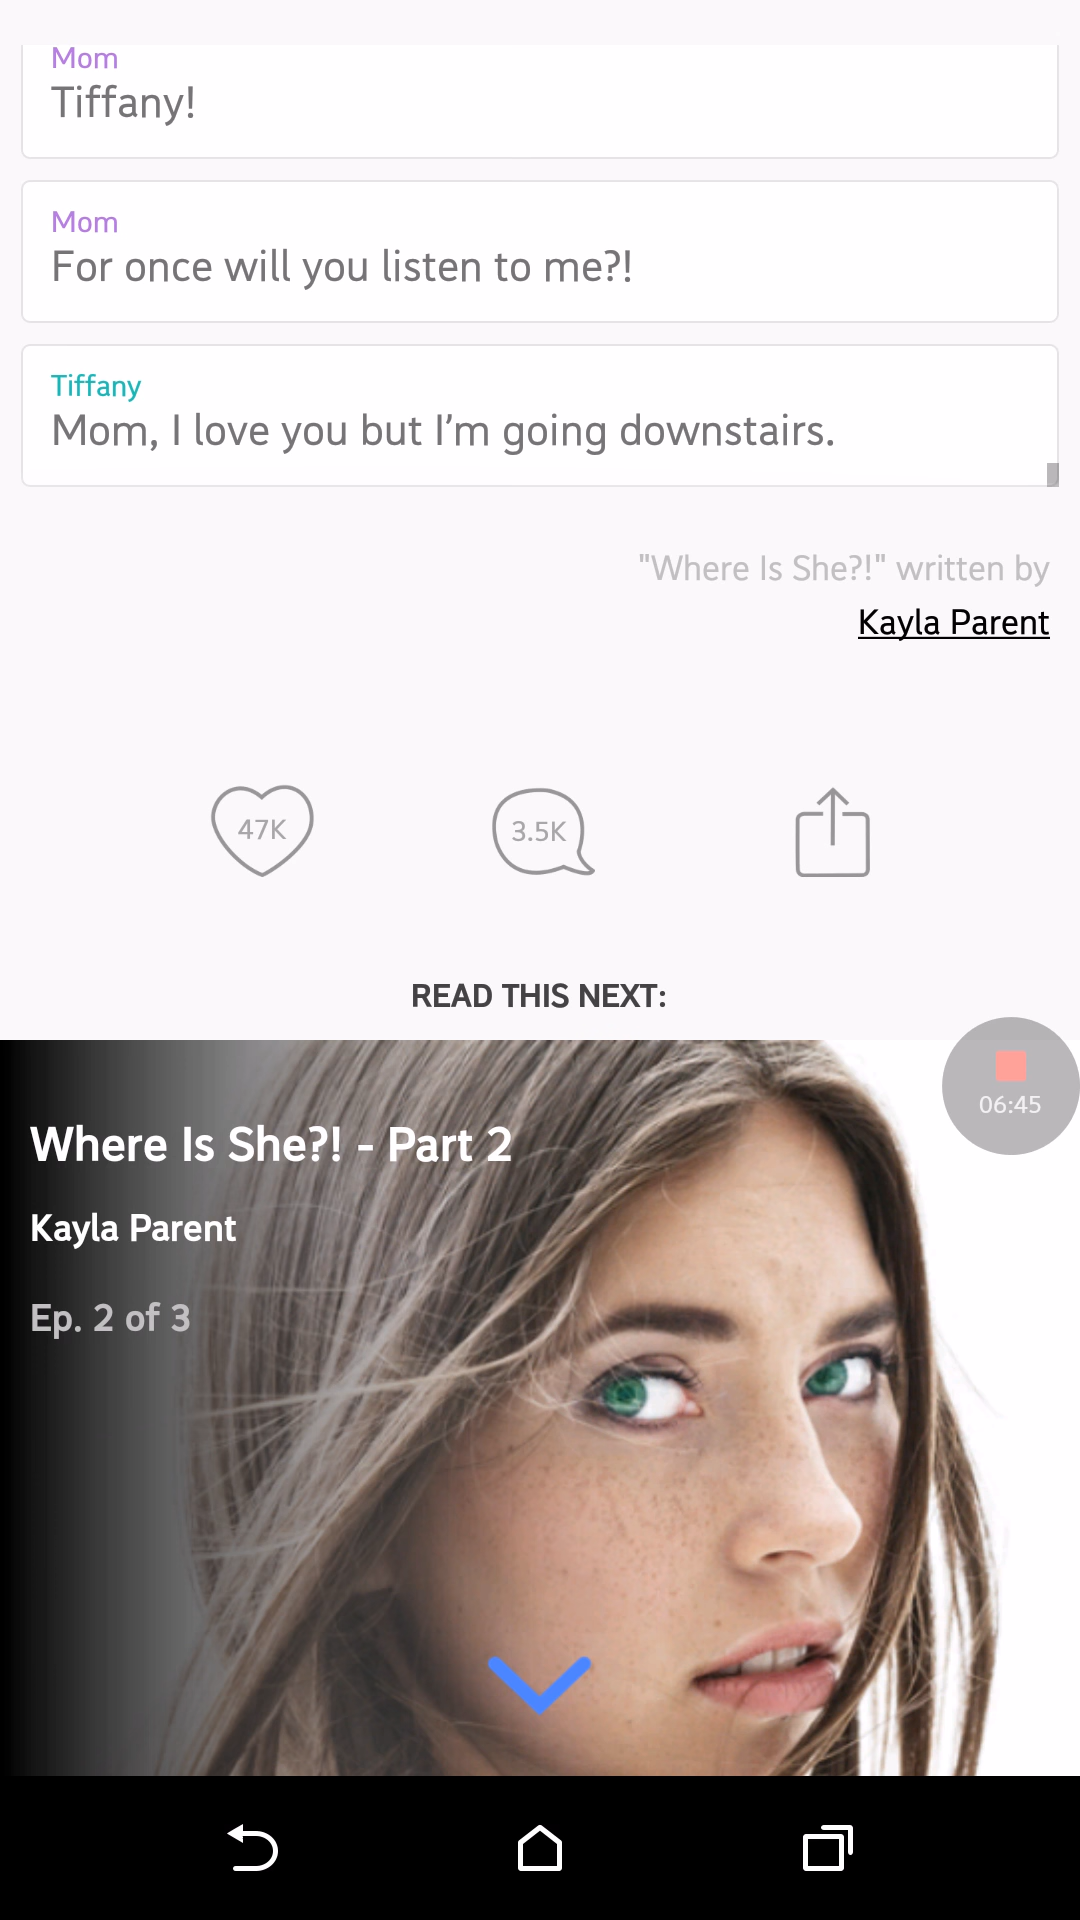 Mom
Tiffany!
Mom
For once will you listen to me?!
Tiffany
Mom, I love you but I'm going downstairs.
"Where Is She?!" written by
Kayla Parent
47K
3.5K
READ THIS NEXT:
06:45
Where Is She?! - Part 2
Kayla Parent
Ep. 2 of 3